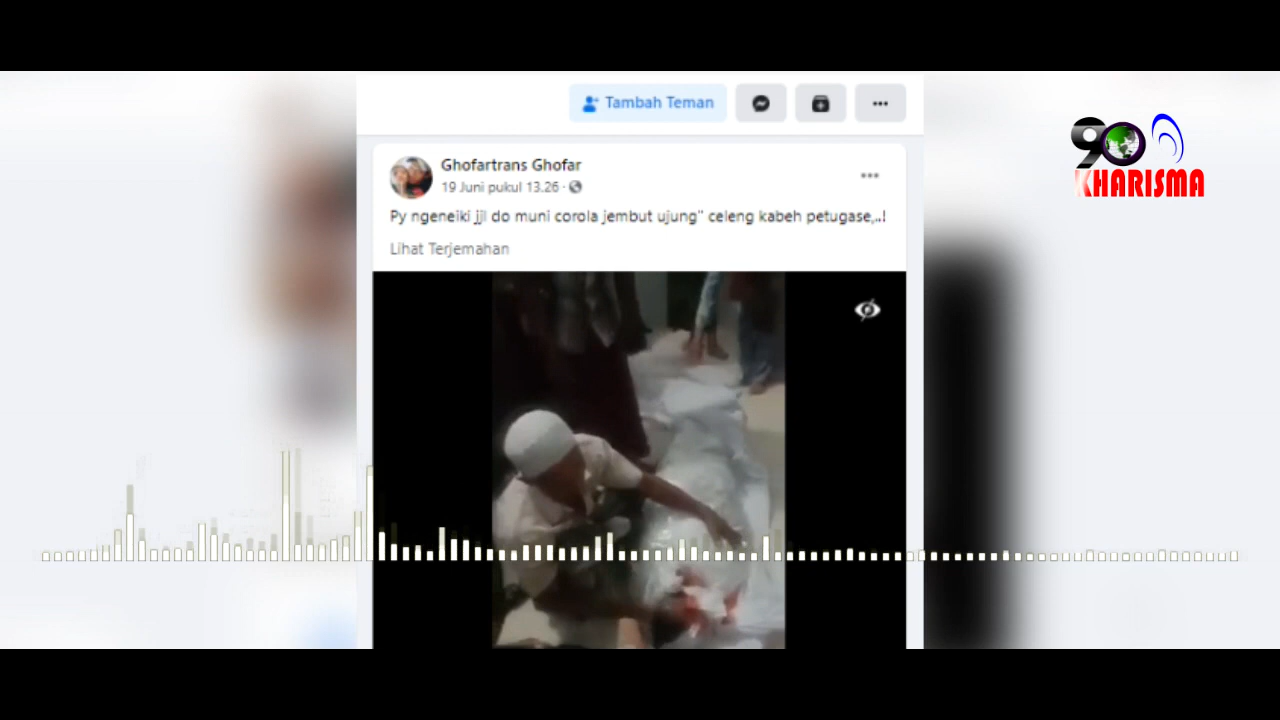 Tambah Teman
90
KHARISMA
Ghofartrans Ghofar
19 Juni pukul 13.26 ·
Py ngeneiki jjl do muni corola jembut ujung" celeng kabeh petugase,..!
Lihat Terjemahan